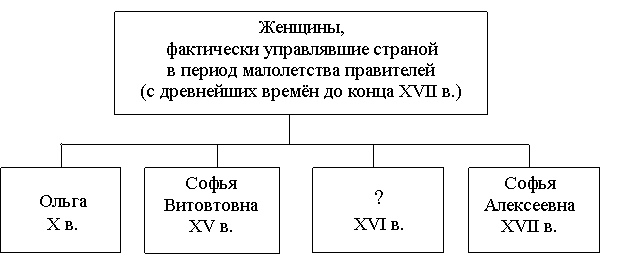 Женщины,
фактически управлявшие страной
в период малолетства правителей
(с древнейших времён до конца XVII в.)
Ольга
X в.
Софья
Витовтовна
XV в.
?
XVI в.
Софья
Алексеевна
XVII в.